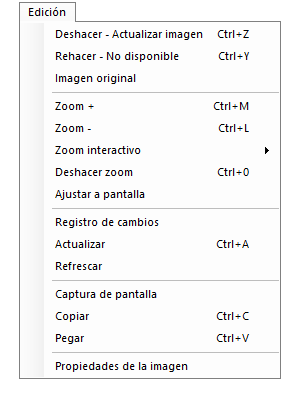 Edición
Deshacer - Actualizar imagen Ctrl+Z
Rehacer - No disponible Ctrl+Y
Imagen original
Zoom + Ctrl+M
Zoom - Ctrl+L
Zoom interactivo
Deshacer zoom Ctrl+0
Ajustar a pantalla
Registro de cambios
Actualizar Ctrl+A
Refrescar
Captura de pantalla
Copiar Ctrl+C
Pegar Ctrl+V
Propiedades de la imagen